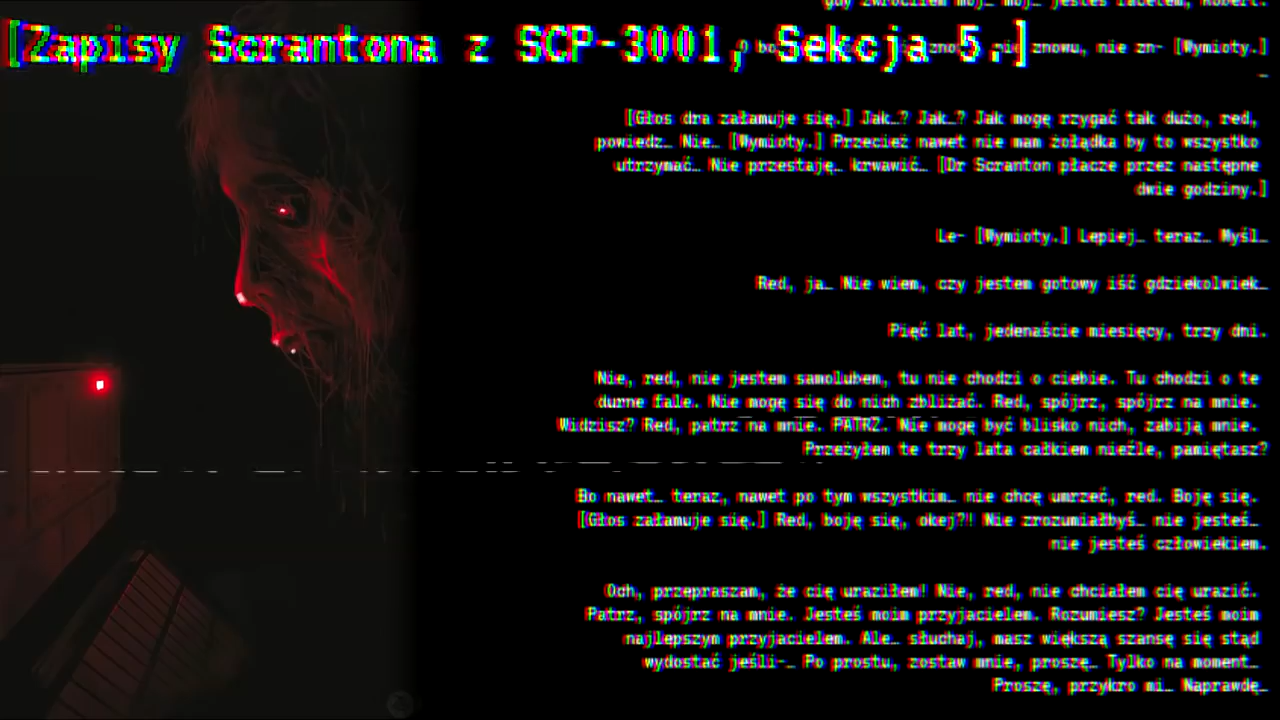 gdy zwróciłem mój… mój… jesteś facetem, Robert.
[Zapisy Scrantona z SCP-3001, Sekcja 5.]
O bo znowu, nie zn- [Wymioty.]
_
[Głos dra załamuje się.] Jak…? Jak…? Jak mogę rzygać tak dużo, red,
powiedz… Nie… [Wymioty.] Przecież nawet nie mam żołądka by to wszystko
utrzymać… Nie przestaję… krwawić… [Dr Scranton płacze przez następne
dwie godziny.]
Le- [Wymioty.] Lepiej… teraz… Myśl…
Red, ja… Nie wiem, czy jestem gotowy iść gdziekolwiek…
Pięć lat, jedenaście miesięcy, trzy dni.
Nie, red, nie jestem samolubem, tu nie chodzi o ciebie. Tu chodzi o te
durne fale. Nie mogę się do nich zbliżać. Red, spójrz, spójrz na mnie.
Widzisz? Red, patrz na mnie. PATRZ. Nie mogę być blisko nich, zabiją mnie.
Przeżyłem te trzy lata całkiem nieźle, pamiętasz?
Bo nawet… teraz, nawet po tym wszystkim… nie chcę umrzeć, red. Boję się.
[Głos załamuje się.] Red, boję się, okej?!! Nie zrozumiałbyś… nie jesteś…
nie jesteś człowiekiem.
Och, przepraszam, że cię uraziłem! Nie, red, nie chciałem cię urazić.
Patrz, spójrz na mnie. Jesteś moim przyjacielem. Rozumiesz? Jesteś moim
najlepszym przyjacielem. Ale… słuchaj, masz większą szansę się stąd
wydostać jeśli-… Po prostu, zostaw mnie, proszę… Tylko na moment…
Proszę, przykro mi… Naprawdę…